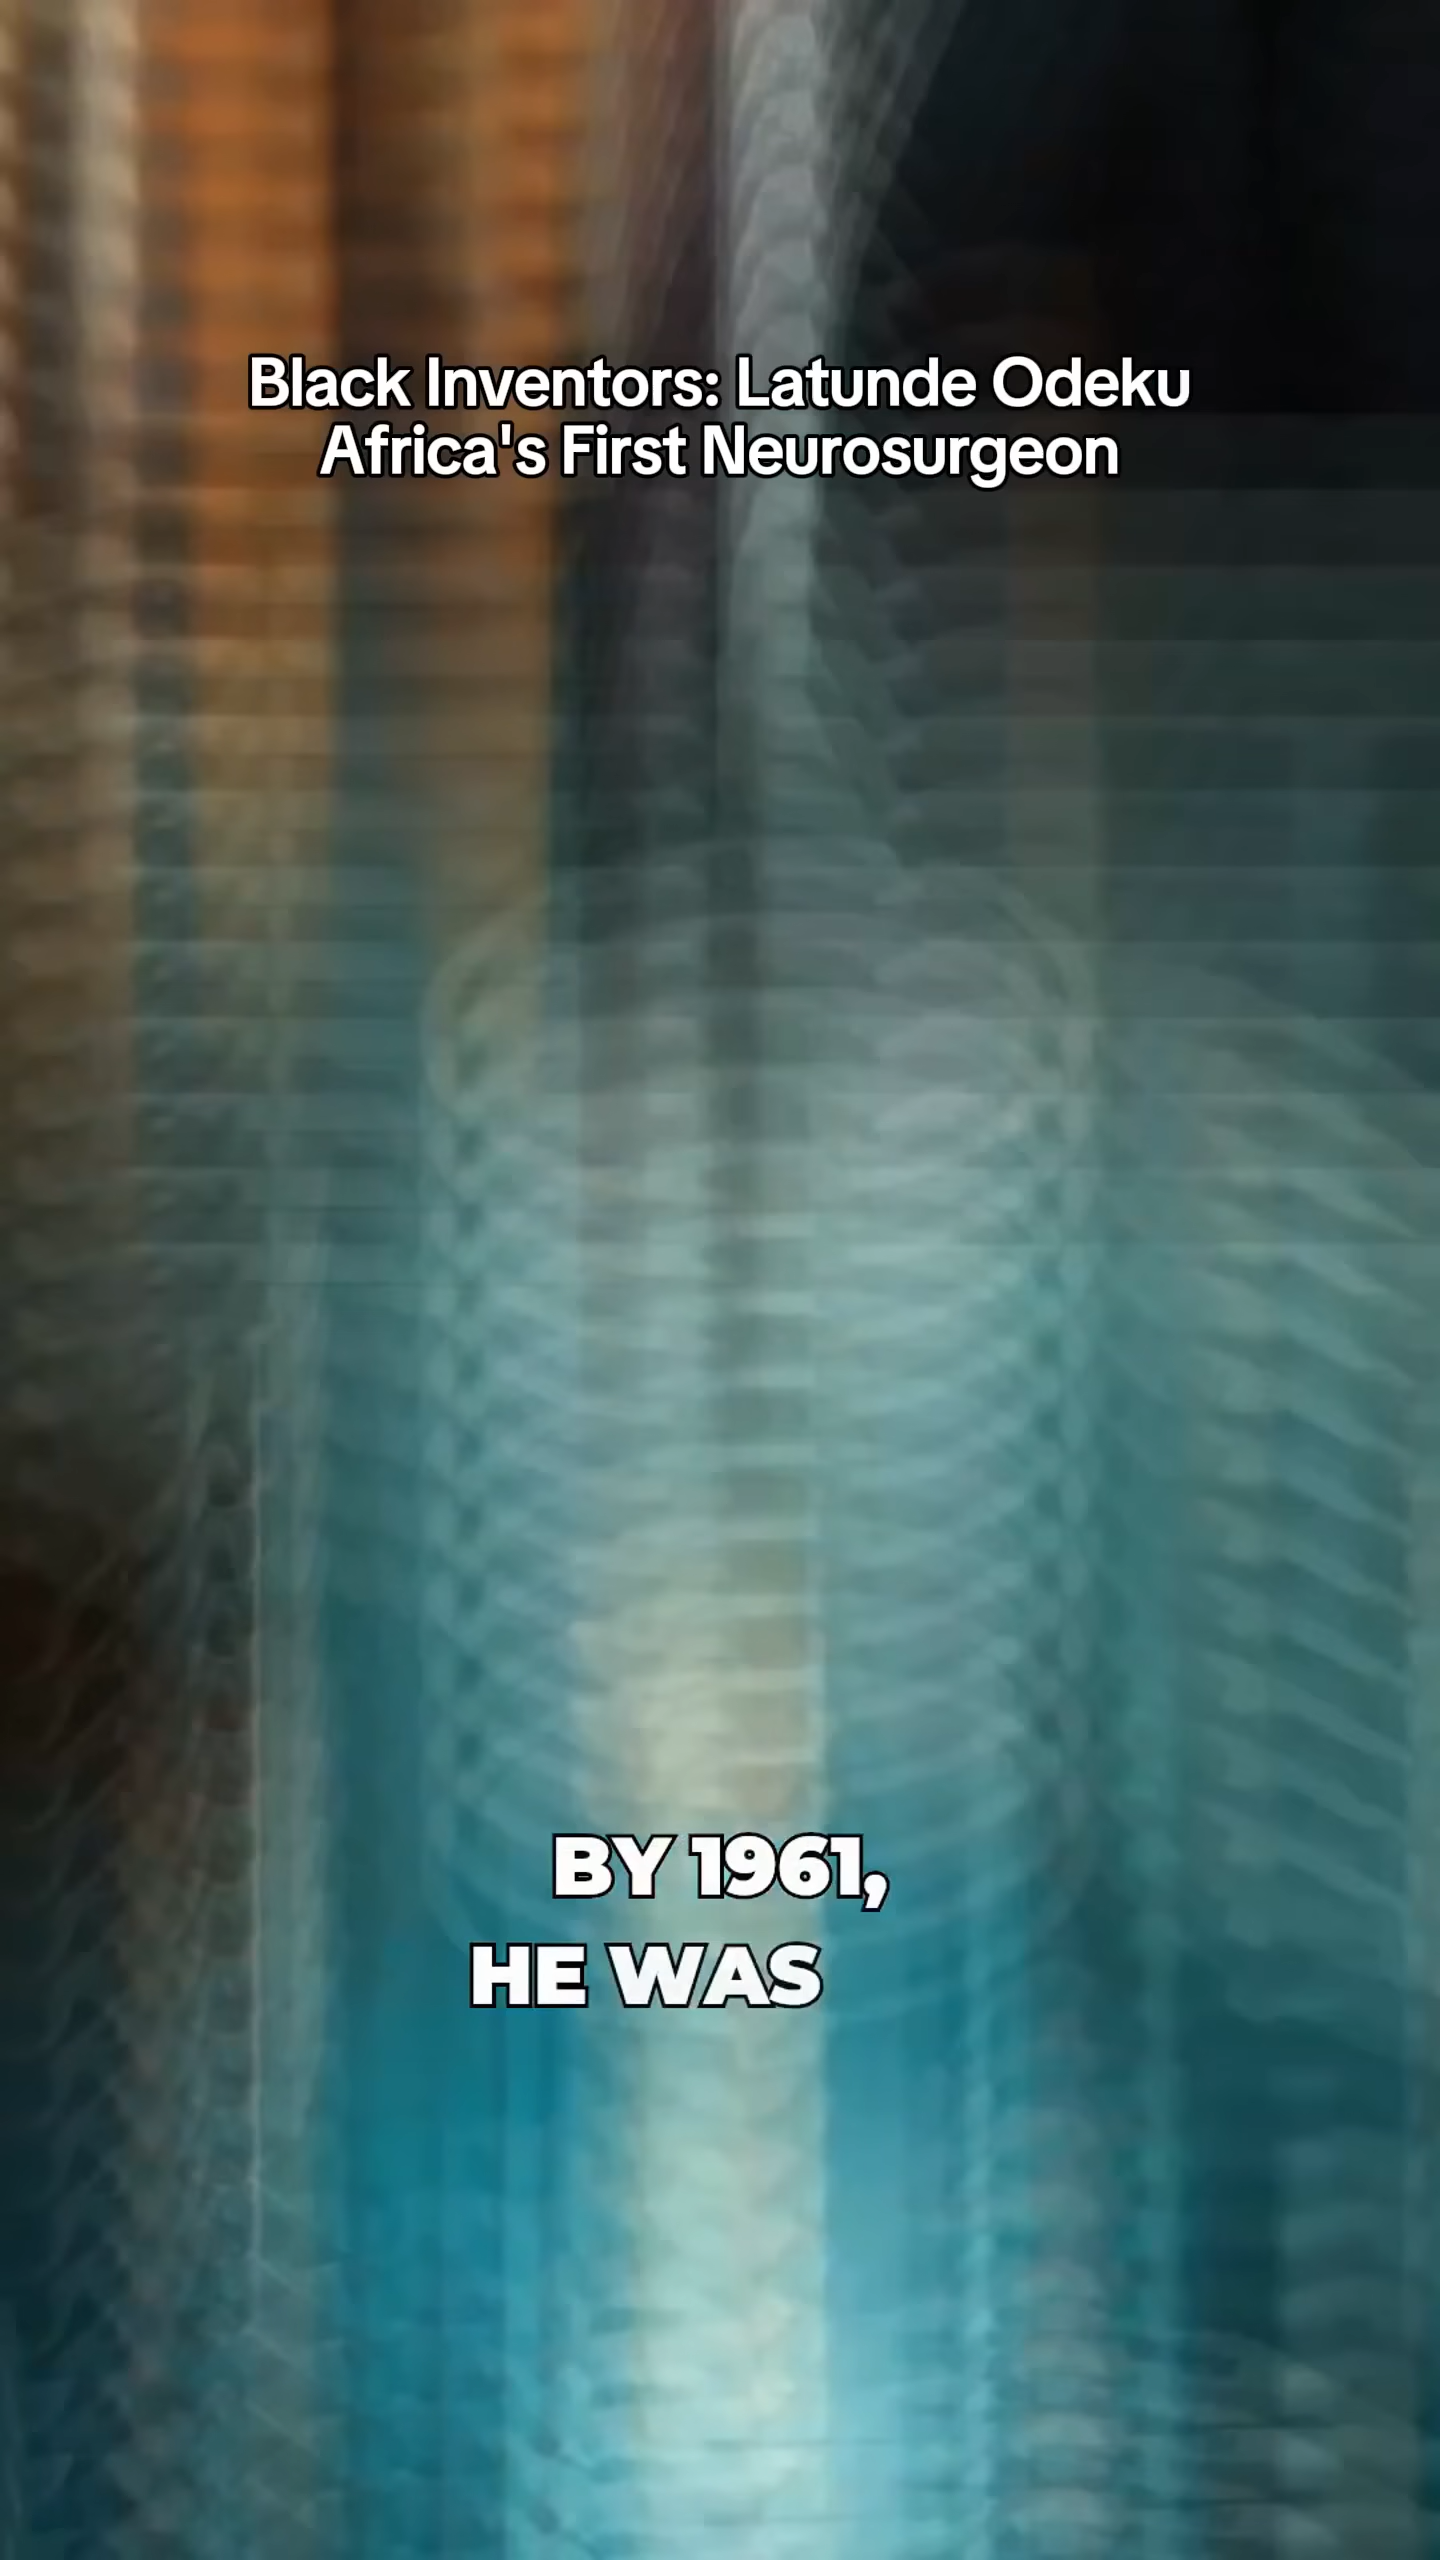 Black Inventors: Latunde Odeku
Africa's First Neurosurgeon
BY 1961,
HE WAS